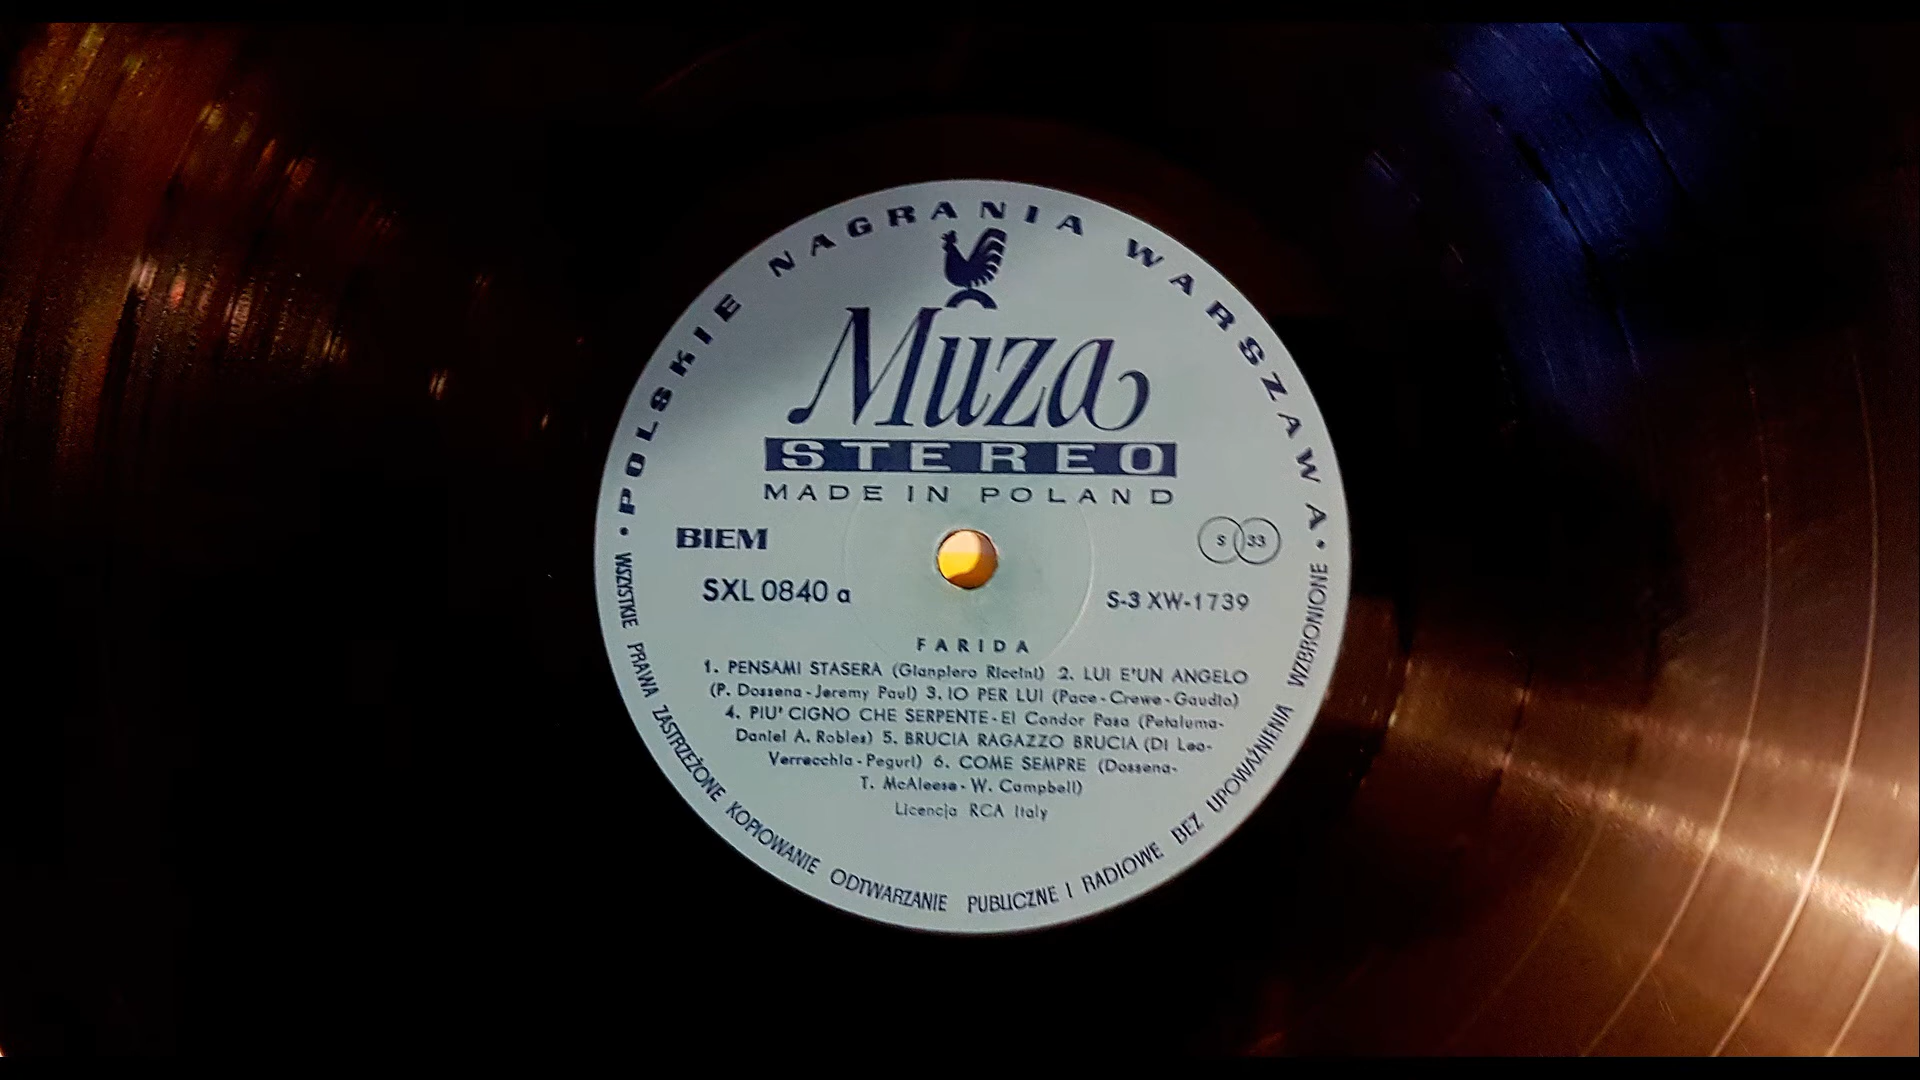 • POLSKIE NAGRANIA WARSZAWA •
Muza
STEREO
MADE IN POLAND
BIEM
S 33
SXL 0840 a
S-3 XW-1739
FARIDA
1. PENSAMI STASERA (Gianpiero Riccini) 2. LUI E'UN ANGELO
(P. Dossena - Jeremy Paul) 3. IO PER LUI (Pace - Crewe - Gaudio)
4. PIU' CIGNO CHE SERPENTE - El Condor Pasa (Petaluma-
Daniel A. Robles) 5. BRUCIA RAGAZZO BRUCIA (Di Leo-
Verrecchia - Peguri) 6. COME SEMPRE (Dossena-
T. McAleese - W. Campbell)
Licencja RCA Italy
WSZYSTKIE PRAWA ZASTRZEŻONE KOPIOWANIE ODTWARZANIE PUBLICZNE I RADIOWE BEZ UPOWAŻNIENIA WZBRONIONE